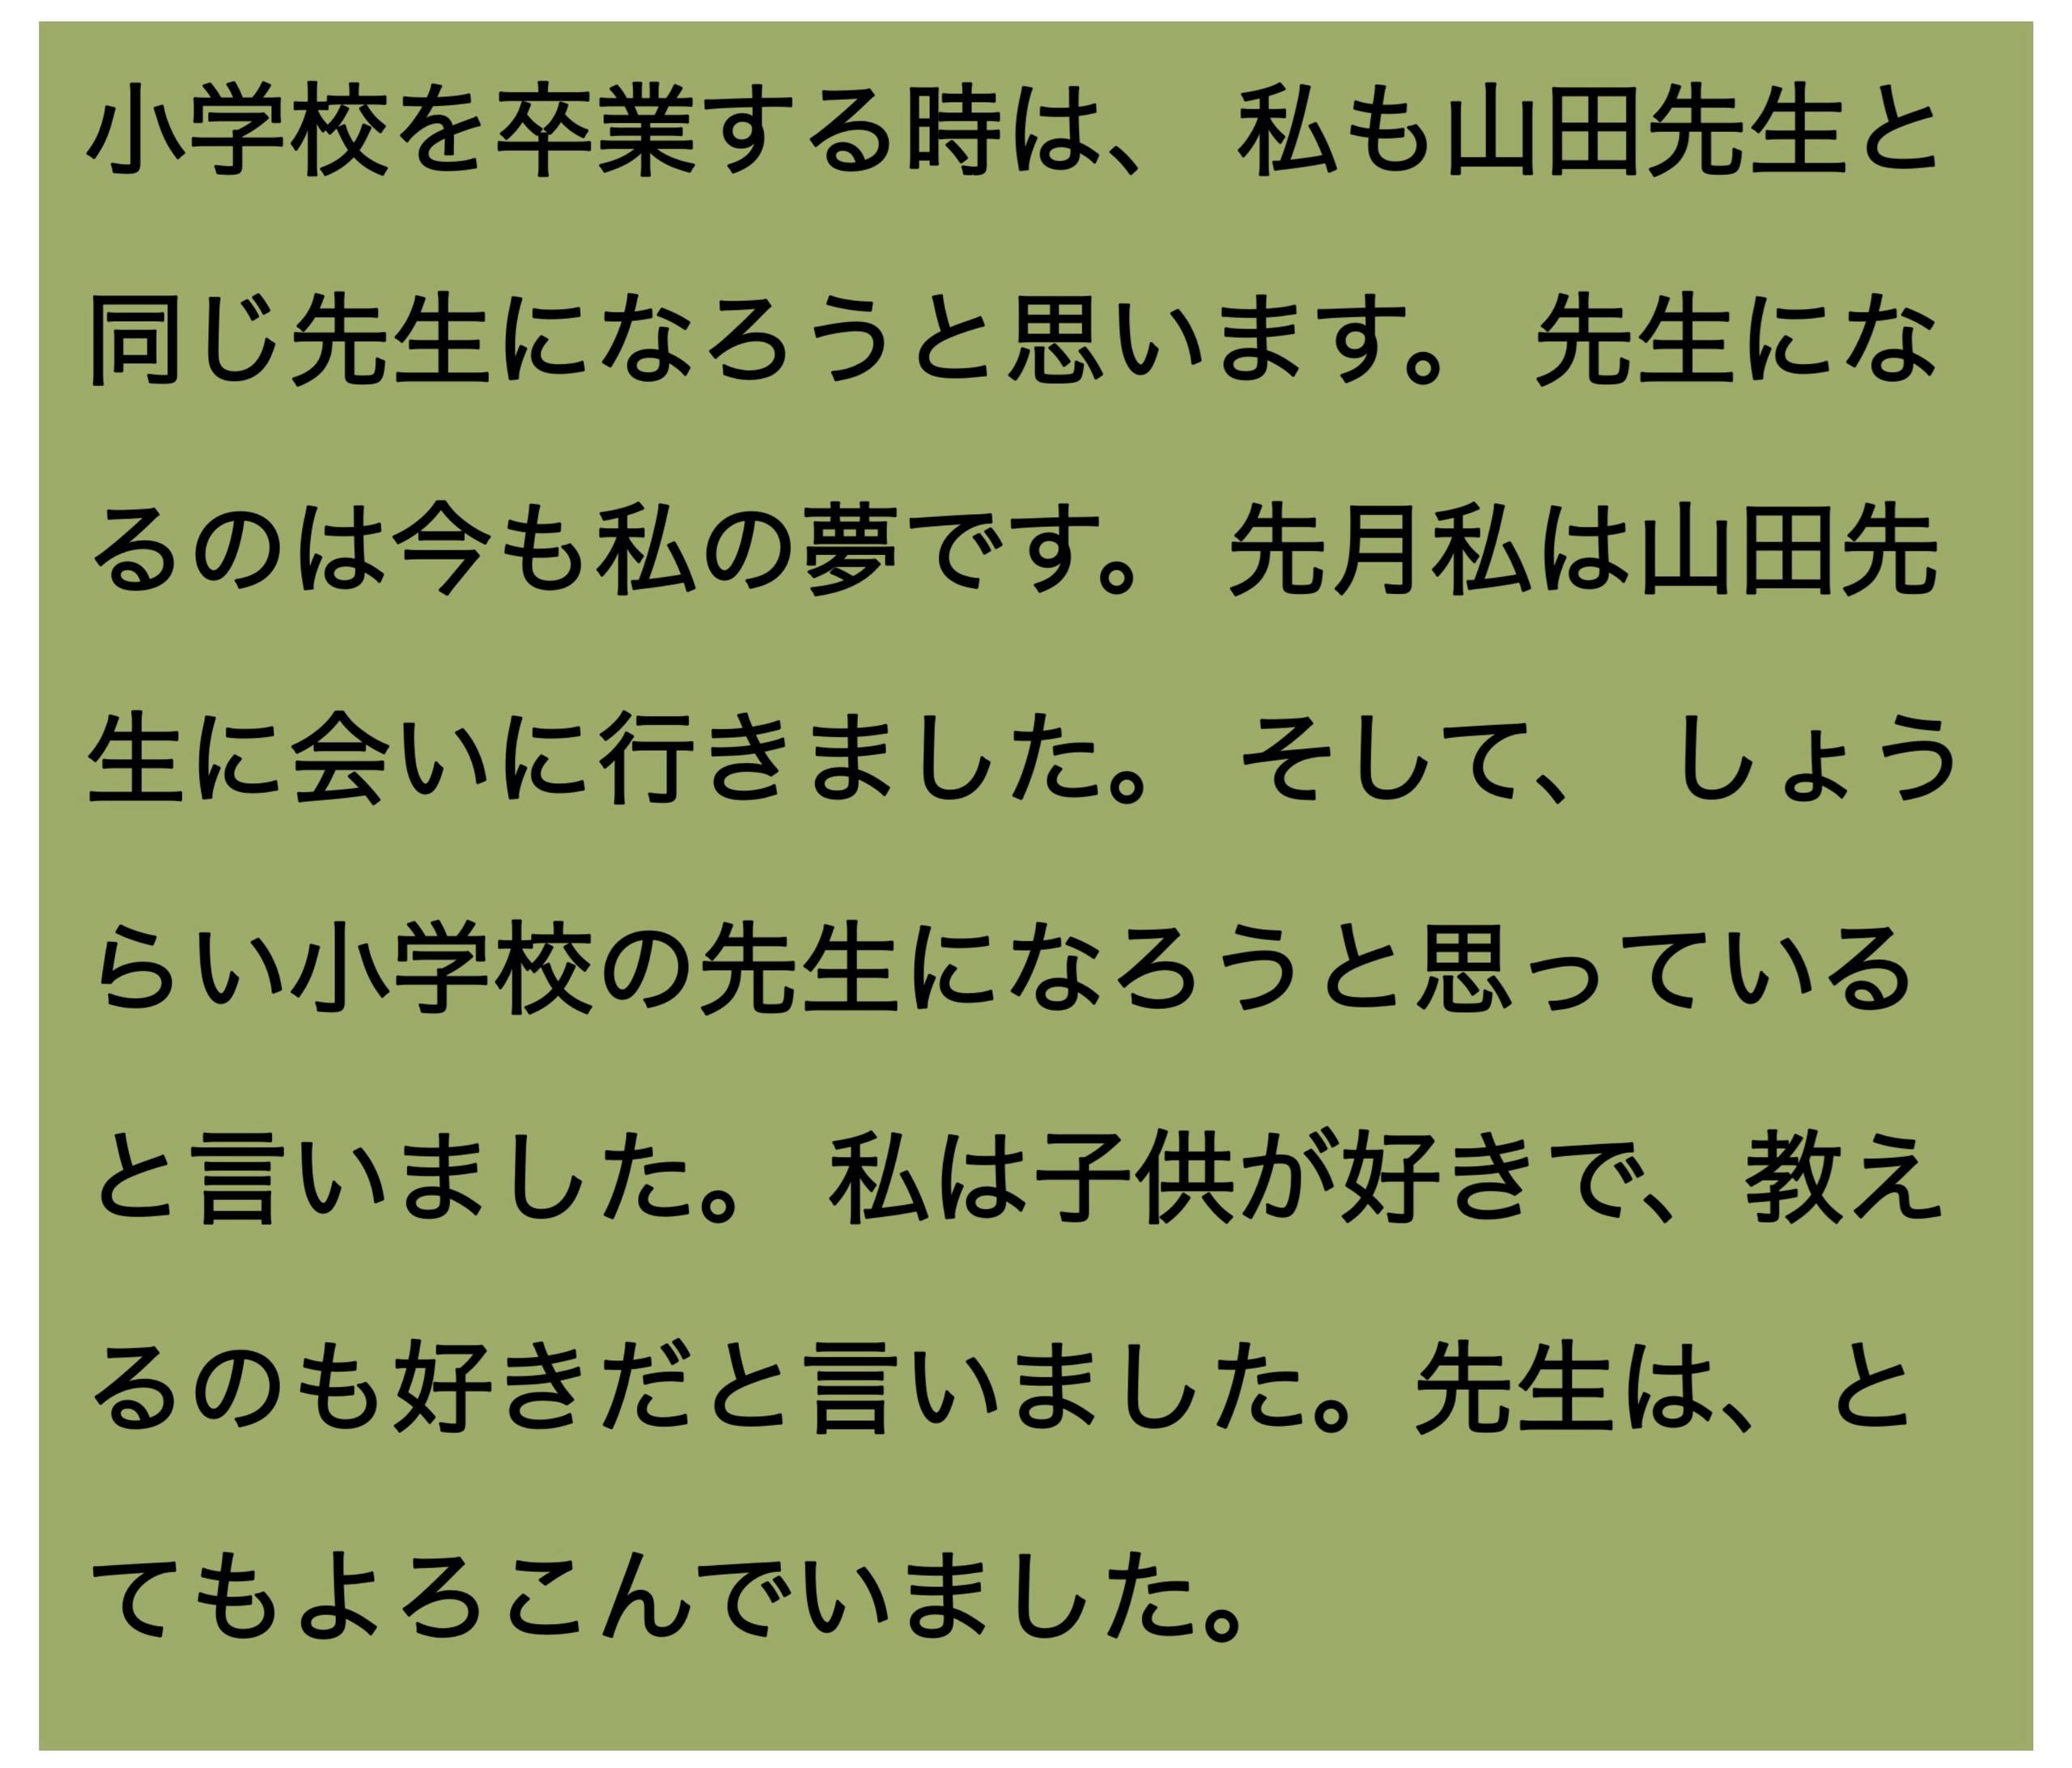 小学校を卒業する時は、 私も山田先生と
同じ先生になろうと思います。 先生にな
るのは今も私の夢です。 先月私は山田先
生に会いに行きました。 そして、 しょう
らい小学校の先生になろうと思っている
と言いました。 私は子供が好きで、教え
るのも好きだと言いました。先生は、 と
てもよろこんでいました。